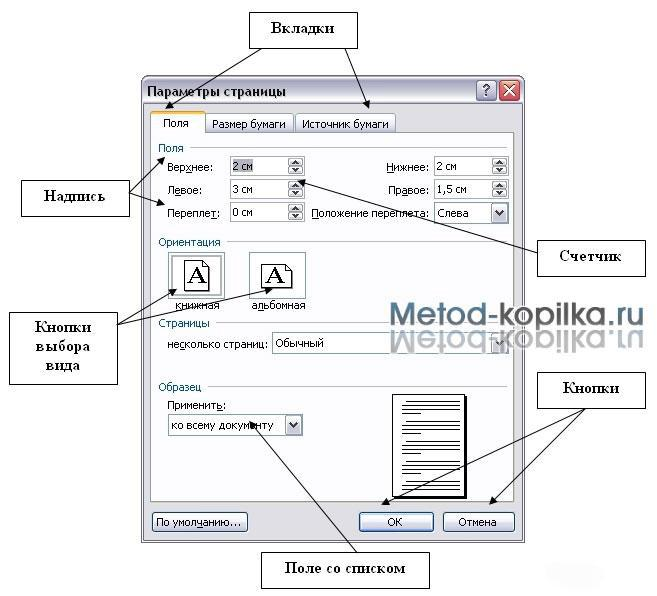 Вкладки
Параметры страницы
Поля Размер бумаги Источник бумаги
Поля
Верхнее: 2 см Нижнее: 2 см
Надпись
Левое: 3 см Правое: 1,5 см
Переплет: 0 см Положение переплета: Слева
Счетчик
Ориентация
книжная альбомная
Metod-kopilka.ru
Кнопки
выбора
вида
Страницы
несколько страниц: Обычный
Образец
Кнопки
Применить:
ко всему документу
По умолчанию... ОК Отмена
Поле со списком